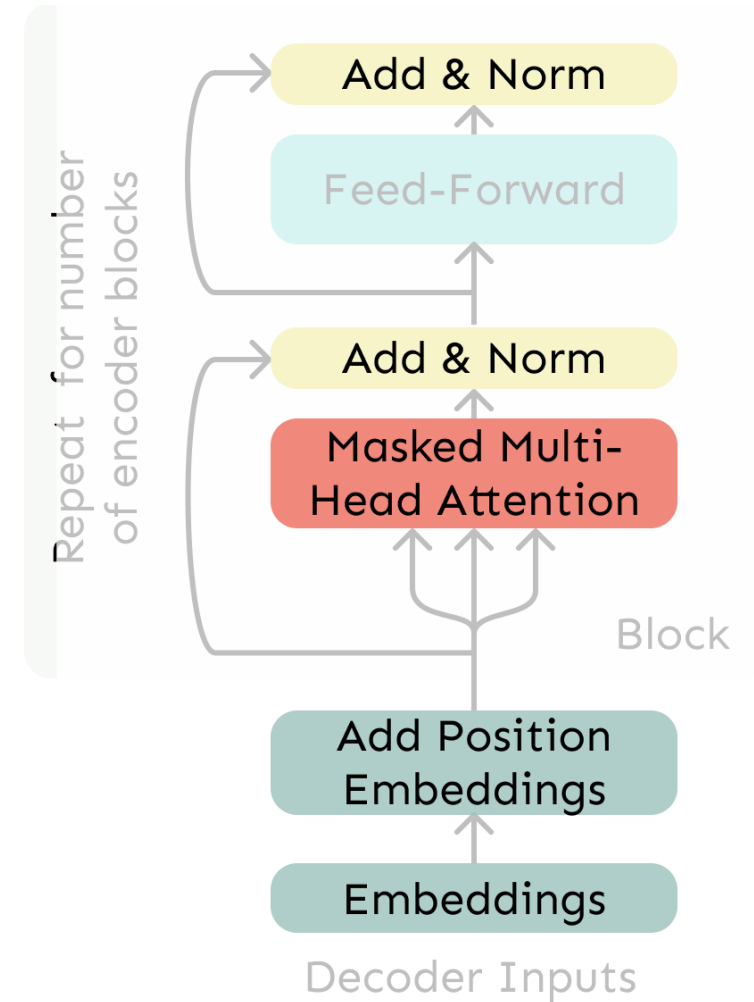 Add & Norm
Feed-Forward
Repeat for number
of encoder blocks
Add & Norm
Masked Multi-
Head Attention
Block
Add Position
Embeddings
Embeddings
Decoder Inputs